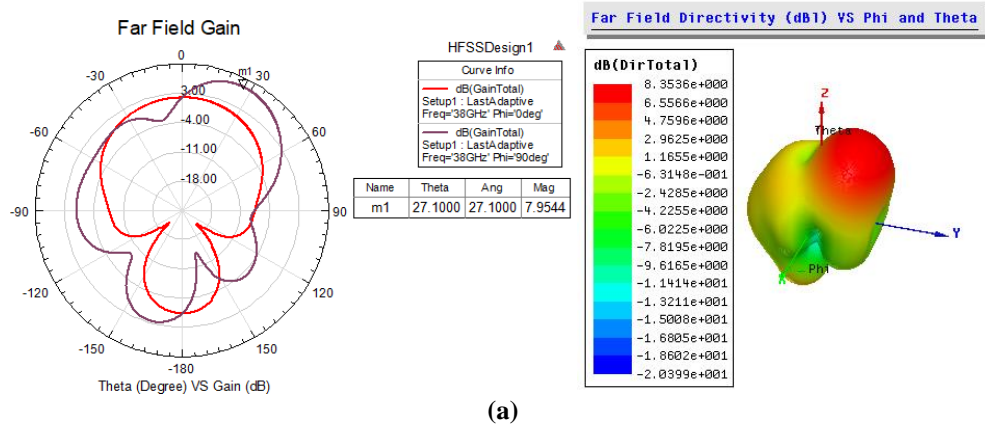 Far Field Gain
0
m1
-30
30
3.00
-60
60
-4.00
-11.00
-18.00
-90
90
-120
120
-150
150
-180
Theta (Degree) VS Gain (dB)
HFSSDesign1
Curve Info
dB(GainTotal)
Setup1 : LastAdaptive
Freq='38GHz' Phi='0deg'
dB(GainTotal)
Setup1 : LastAdaptive
Freq='38GHz' Phi='90deg'
Name Theta Ang Mag
m1 27.1000 27.1000 7.9544
Far Field Directivity (dB1) VS Phi and Theta
dB(DirTotal)
8.3536e+000
6.5566e+000
4.7596e+000
2.9625e+000
1.1655e+000
-6.3148e-001
-2.4285e+000
-4.2255e+000
-6.0225e+000
-7.8195e+000
-9.6165e+000
-1.1414e+001
-1.3211e+001
-1.5008e+001
-1.6805e+001
-1.8602e+001
-2.0399e+001
Z
Theta
Y
Phi
X
(a)